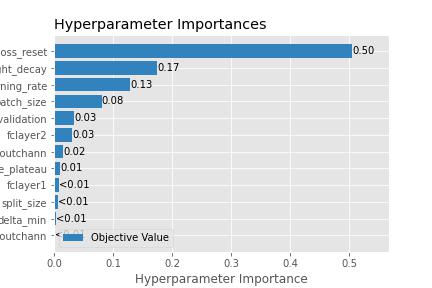 Hyperparameter Importances
oss_reset 0.50
ght_decay 0.17
rning_rate 0.13
atch_size 0.08
validation 0.03
fclayer2 0.03
outchann 0.02
e_plateau 0.01
fclayer1 <0.01
split_size <0.01
delta_min <0.01
outchann
Objective Value
0.0 0.1 0.2 0.3 0.4 0.5
Hyperparameter Importance